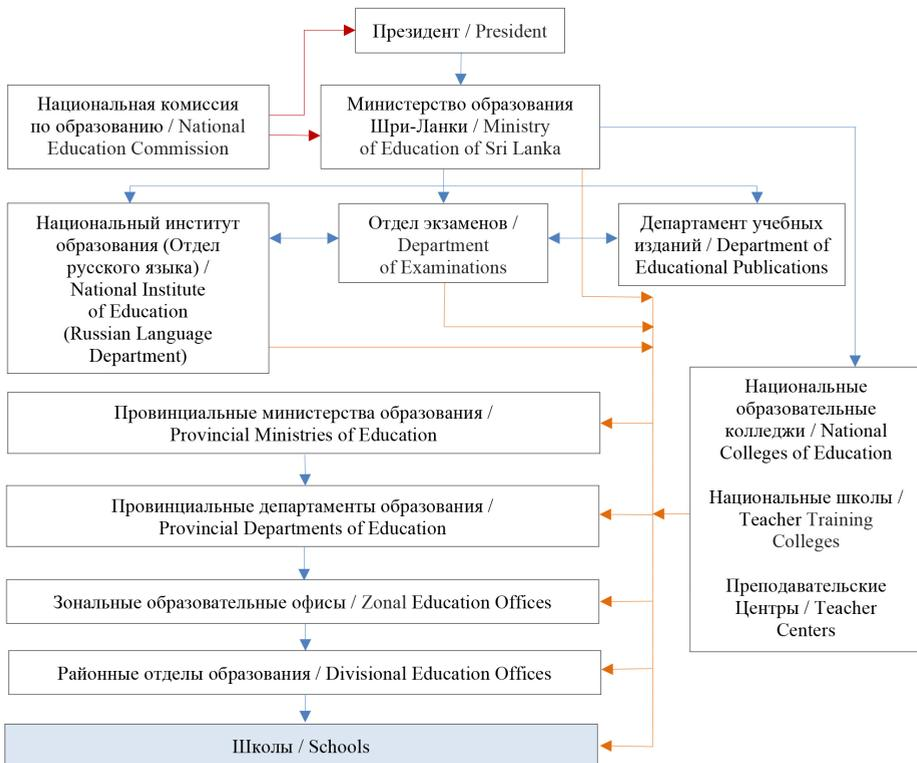 Президент / President
Национальная комиссия
по образованию / National
Education Commission
Министерство образования
Шри-Ланки / Ministry
of Education of Sri Lanka
Национальный институт
образования (Отдел
русского языка) /
National Institute
of Education
(Russian Language
Department)
Отдел экзаменов /
Department
of Examinations
Департамент учебных
изданий / Department of
Educational Publications
Национальные
образовательные
колледжи / National
Colleges of Education
Национальные школы /
Teacher Training
Colleges
Преподавательские
Центры / Teacher
Centers
Провинциальные министерства образования /
Provincial Ministries of Education
Провинциальные департаменты образования /
Provincial Departments of Education
Зональные образовательные офисы / Zonal Education Offices
Районные отделы образования / Divisional Education Offices
Школы / Schools